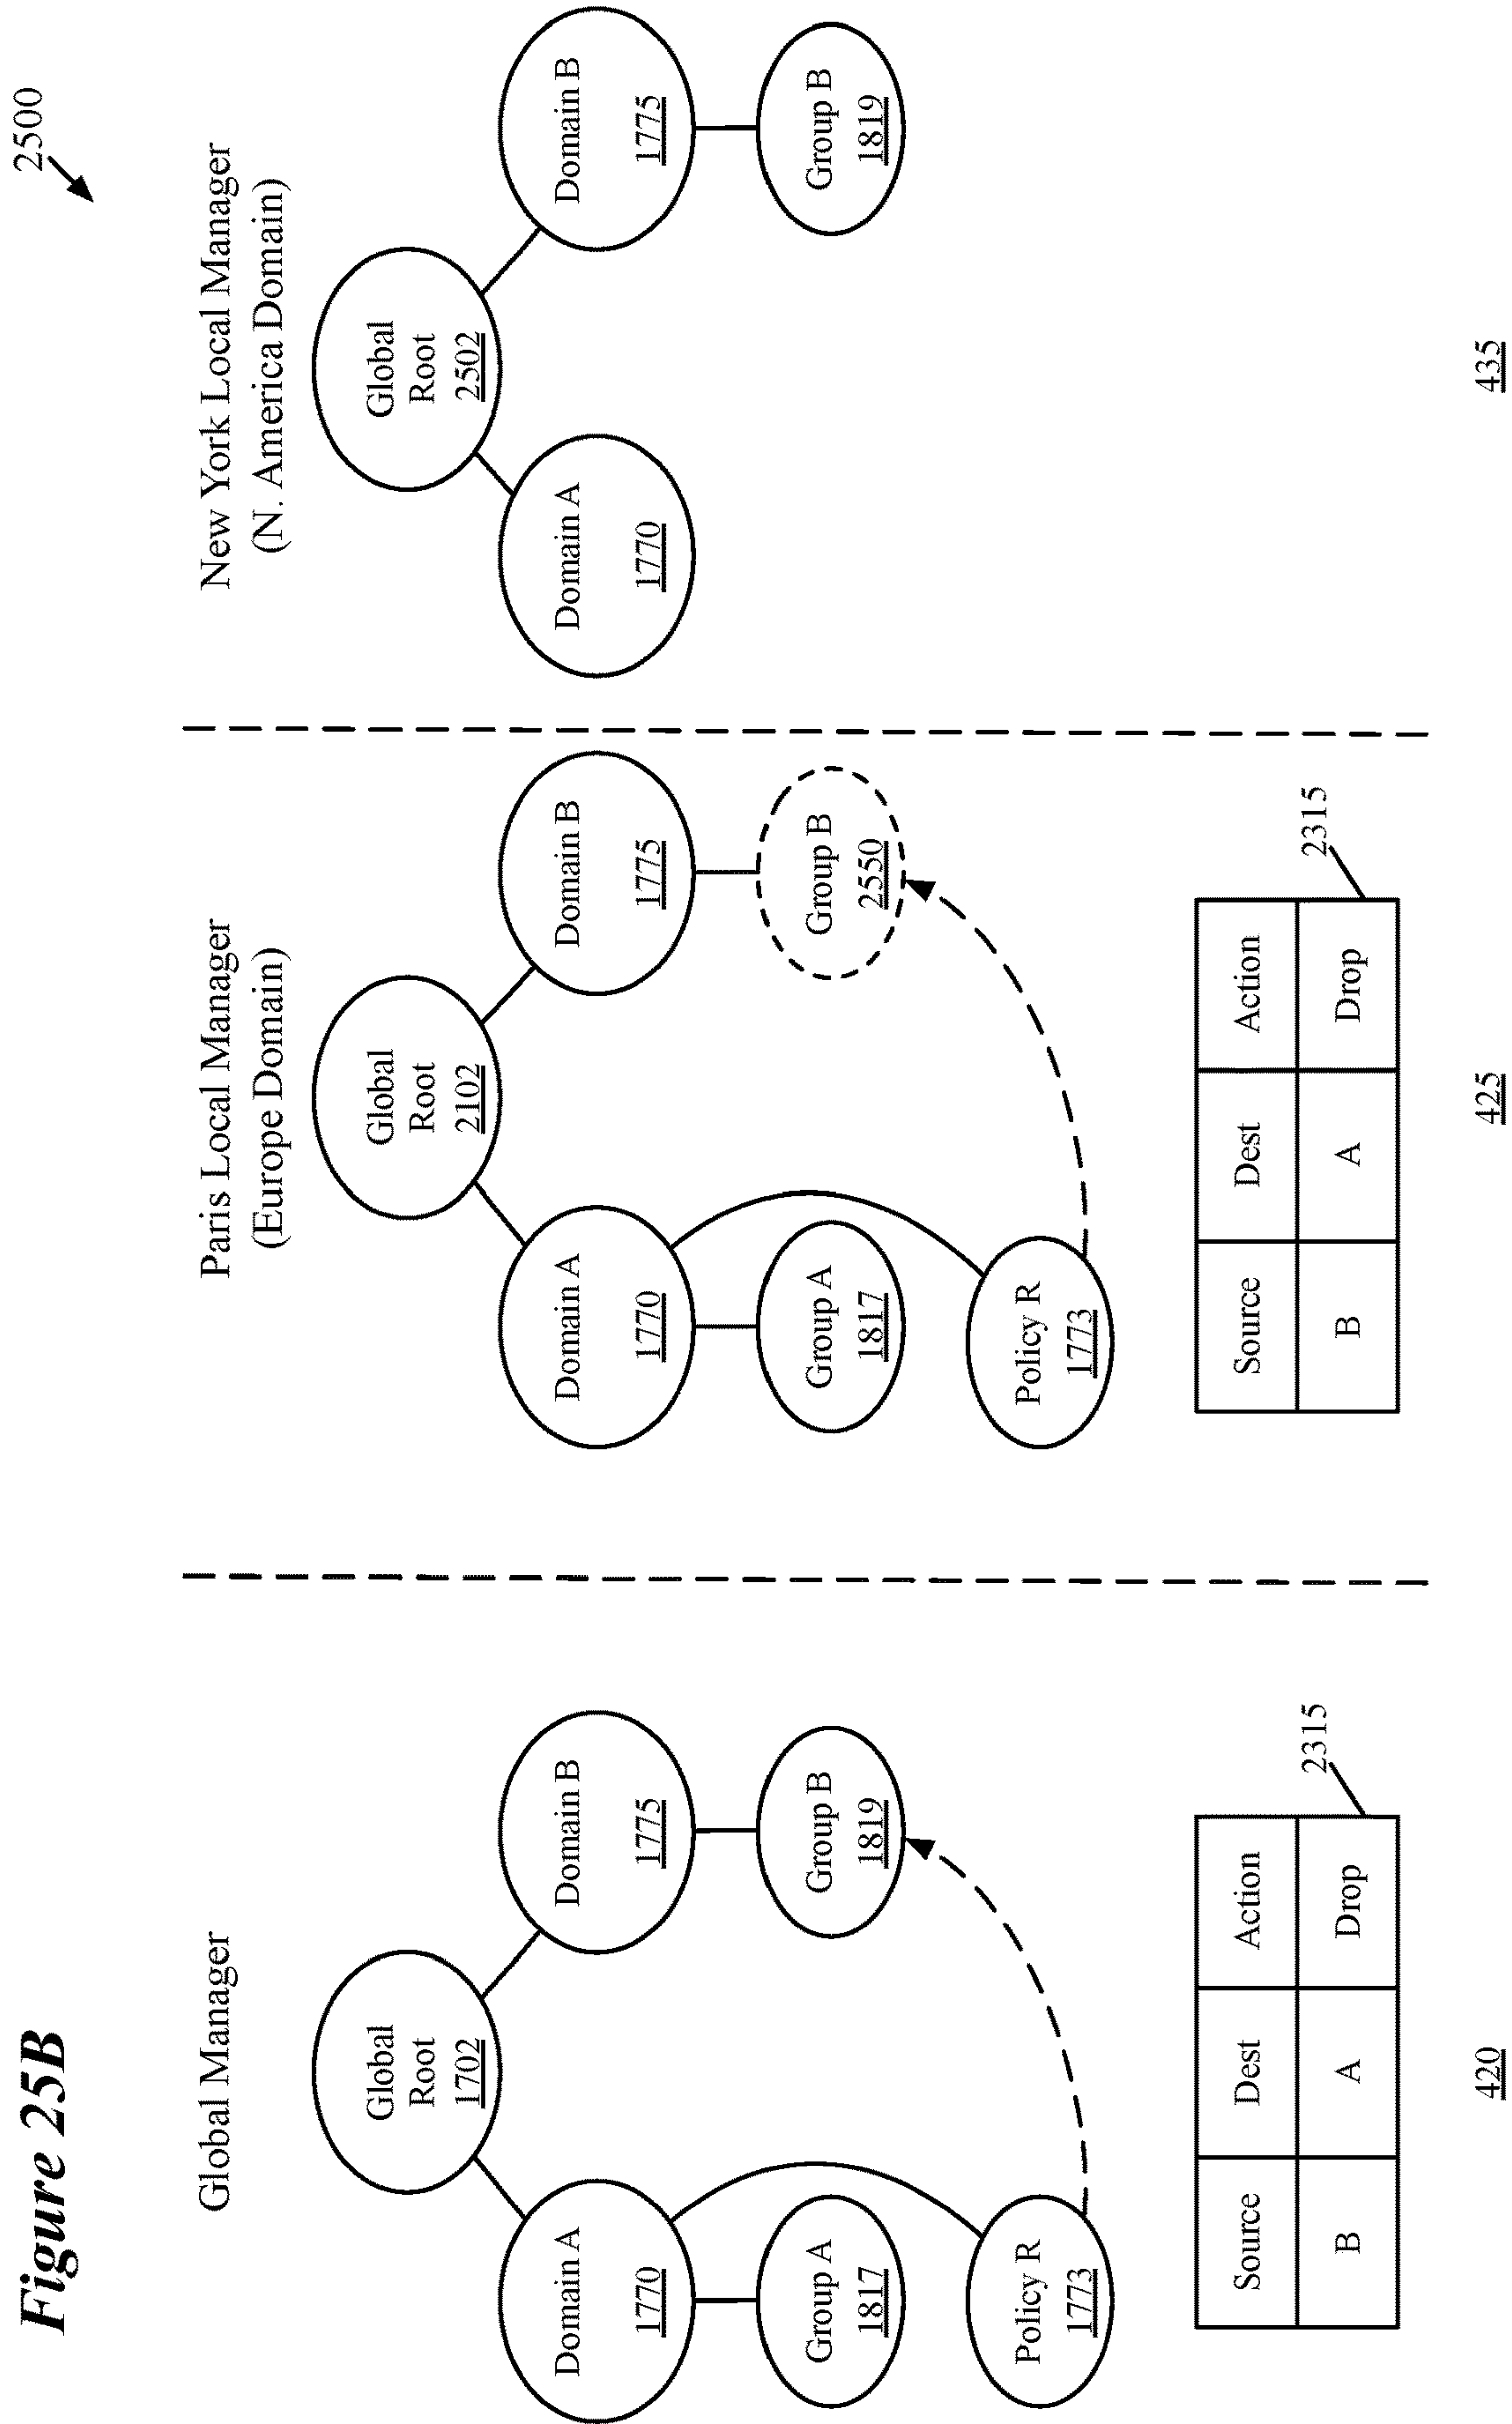 Figure 25B
2500
Global Manager
Global
Root
1702
Domain A
1770
Domain B
1775
Group A
1817
Group B
1819
Policy R
1773
2315
Source Dest Action
B A Drop
420
Paris Local Manager
(Europe Domain)
Global
Root
2102
Domain A
1770
Domain B
1775
Group A
1817
Group B
2550
Policy R
1773
2315
Source Dest Action
B A Drop
425
New York Local Manager
(N. America Domain)
Global
Root
2502
Domain A
1770
Domain B
1775
Group B
1819
435